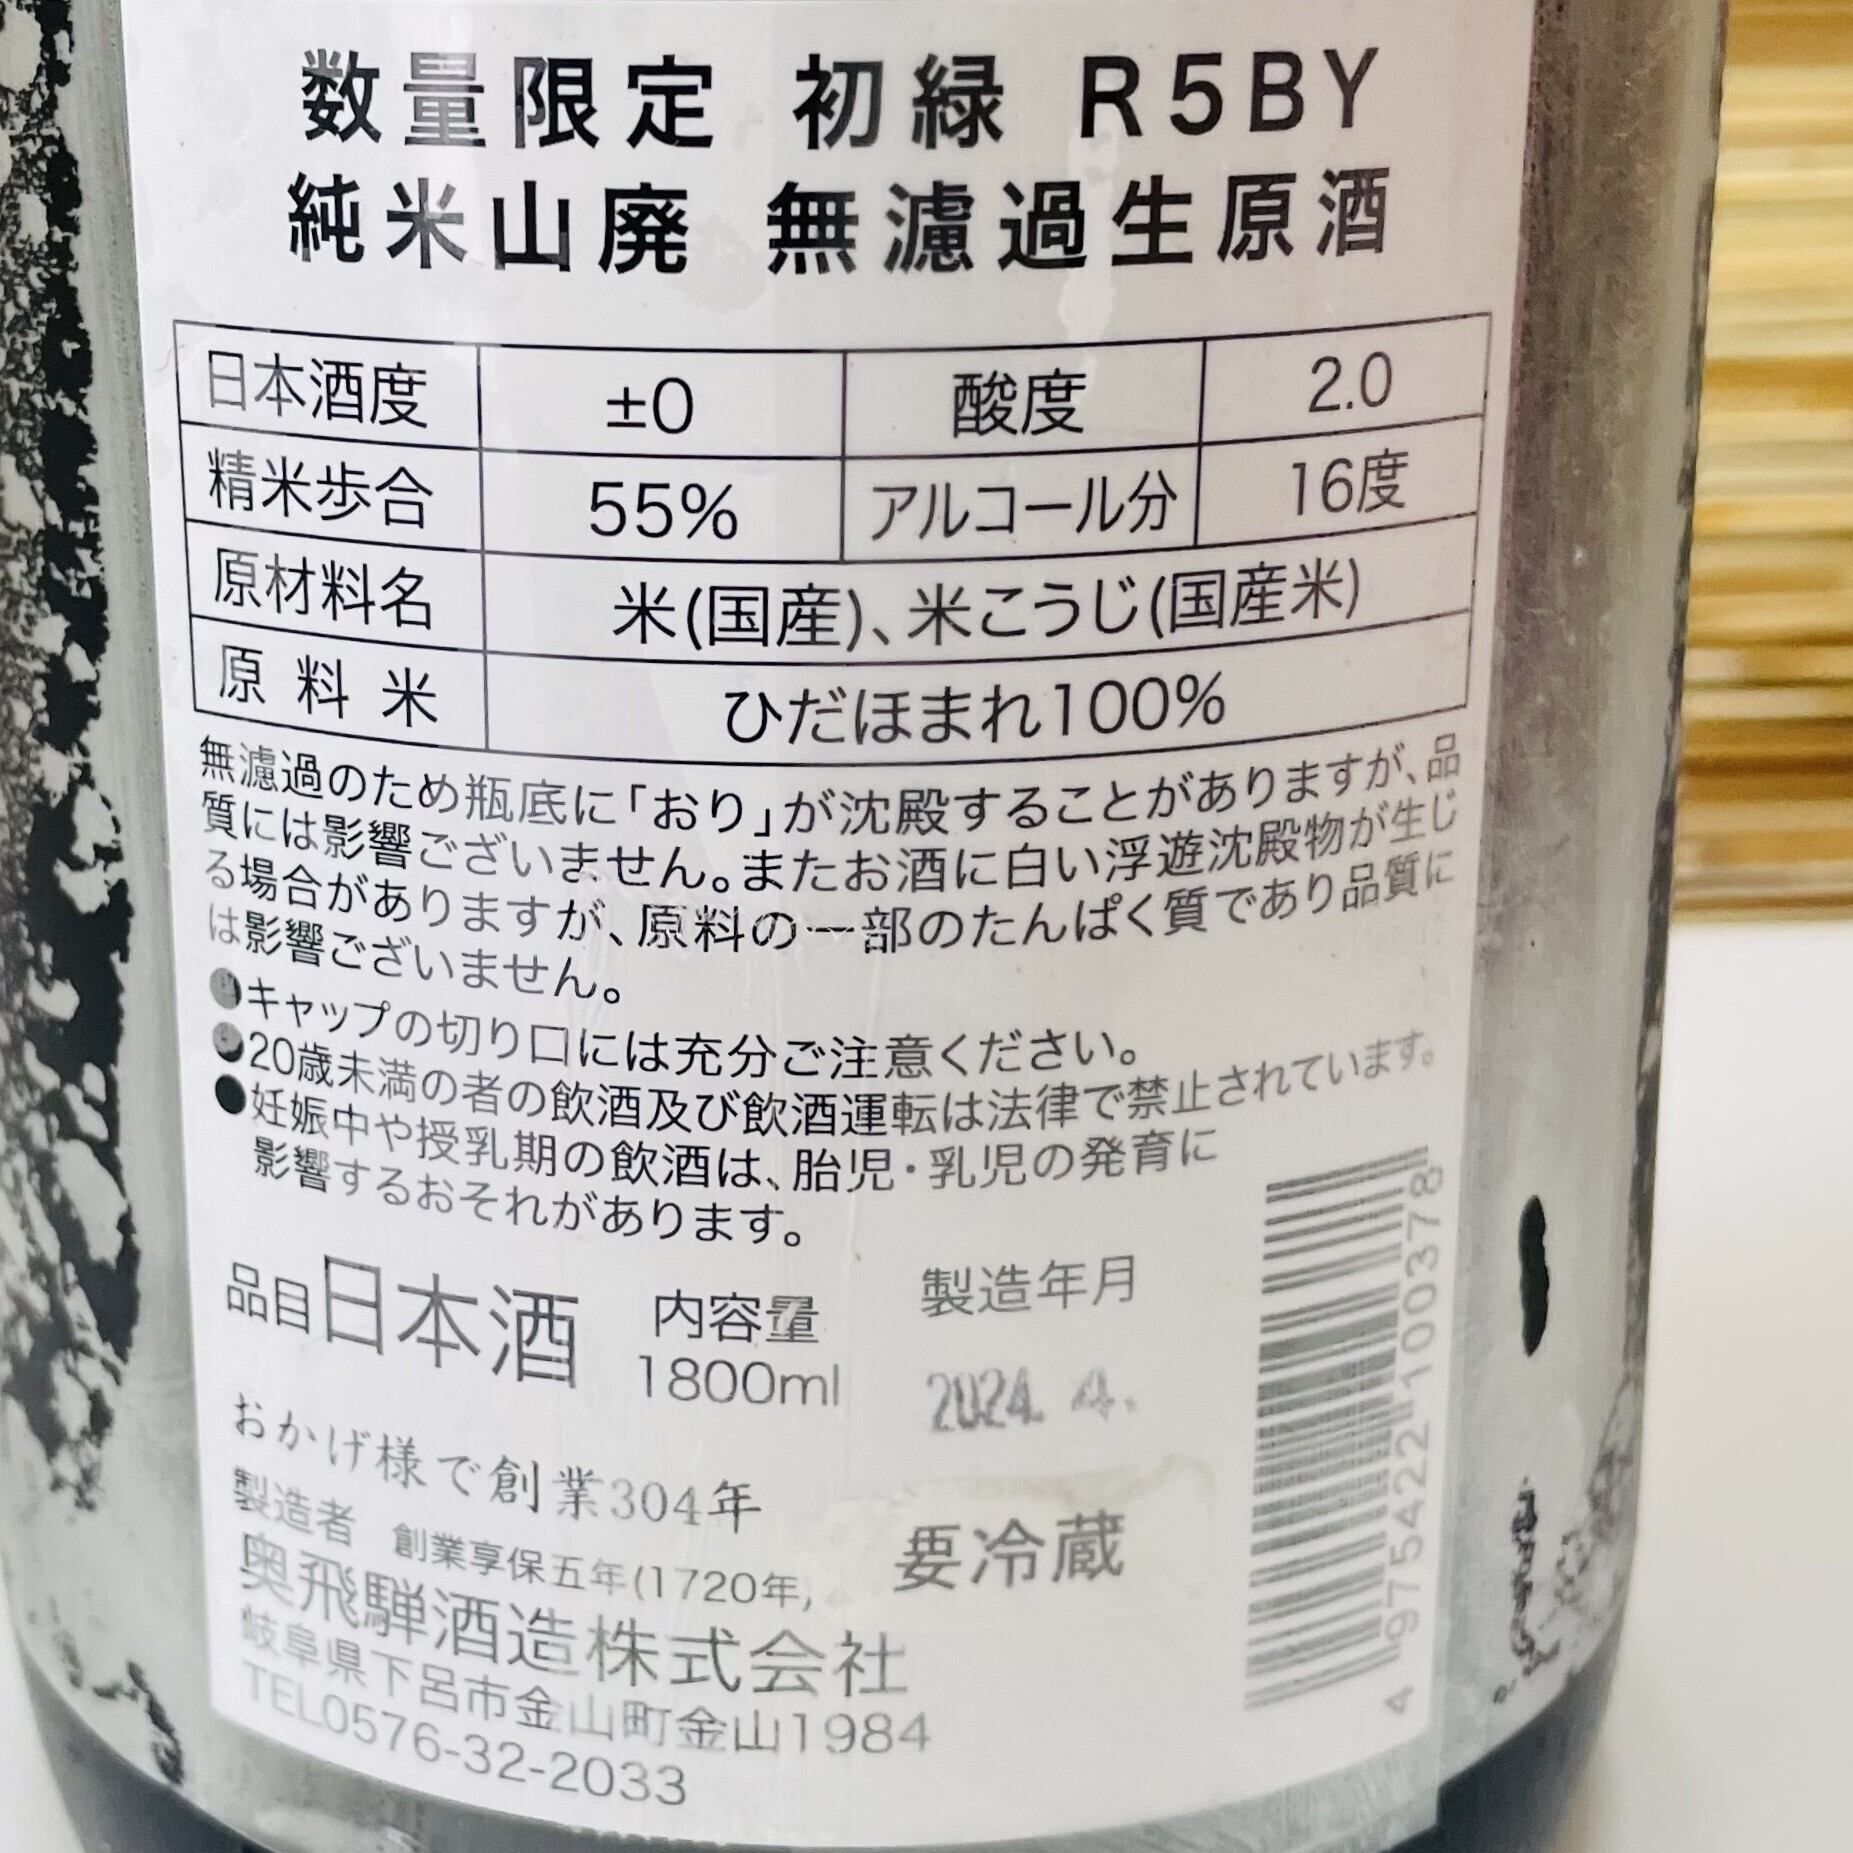 数量限定 初緑 R5BY
純米山廃 無濾過生原酒
日本酒度 ±0 酸度 2.0
精米歩合 55% アルコール分 16度
原材料名 米(国産)、米こうじ(国産米)
原料米 ひだほまれ100%
無濾過のため瓶底に「おり」が沈殿することがありますが、品
質には影響ございません。またお酒に白い浮遊沈殿物が生じ
る場合がありますが、原料の一部のたんぱく質であり品質に
は影響ございません。
●キャップの切り口には充分ご注意ください。
●20歳未満の者の飲酒及び飲酒運転は法律で禁止されています。
●妊娠中や授乳期の飲酒は、胎児・乳児の発育に
影響するおそれがあります。
品目 日本酒 内容量 製造年月
1800ml 2024. 4.
おかげ様で創業304年
製造者 創業享保五年(1720年)
要冷蔵
奥飛騨酒造株式会社
岐阜県下呂市金山町金山1984
TEL0576-32-2033
4 975422 100378